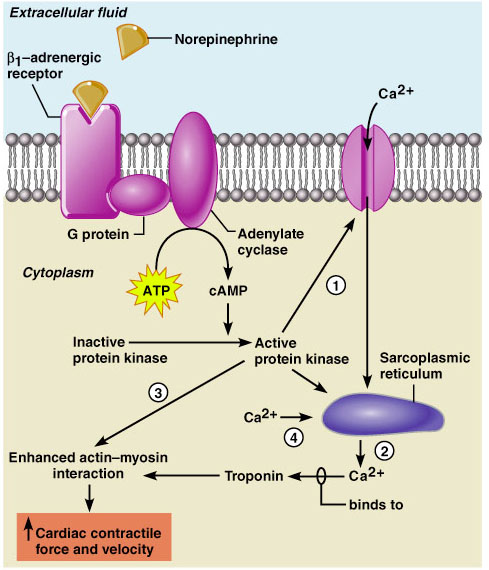 Extracellular fluid
Norepinephrine
β1–adrenergic
receptor
Ca2+
G protein
Adenylate
cyclase
Cytoplasm
ATP
cAMP
1
Inactive
protein kinase
Active
protein kinase
Sarcoplasmic
reticulum
3
Ca2+
4
2
Enhanced actin–myosin
interaction
Troponin
Ca2+
binds to
Cardiac contractile
force and velocity